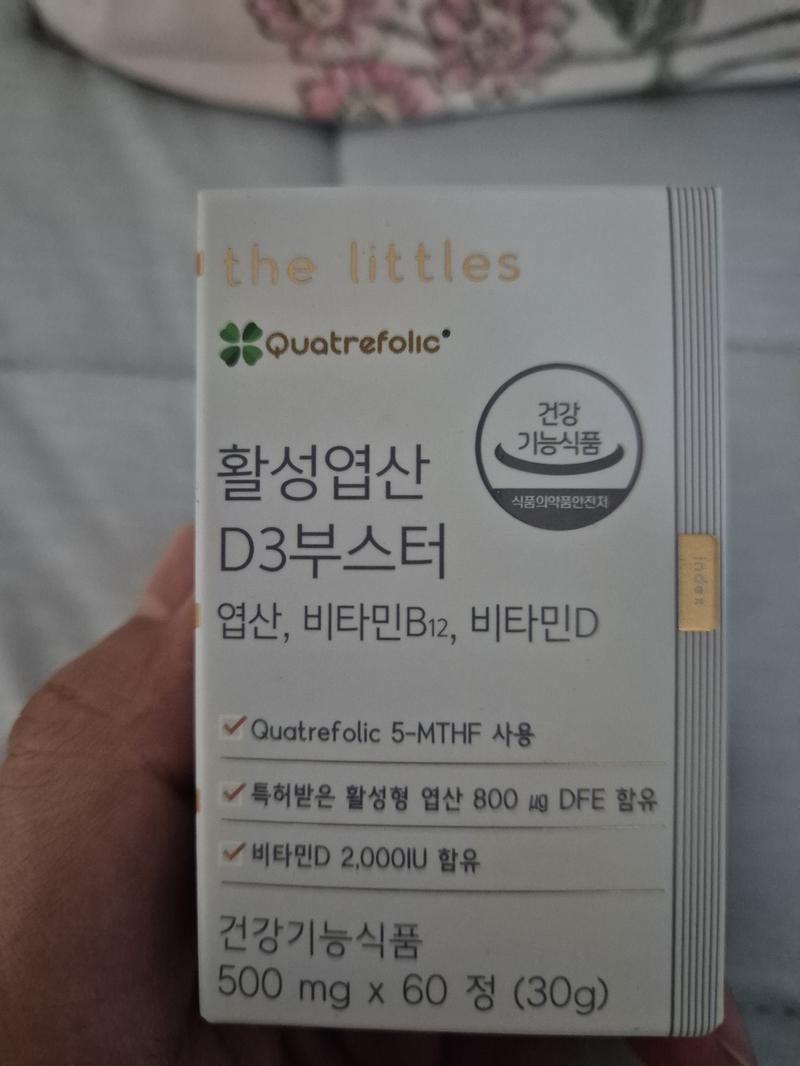 the littles
Quatrefolic®
건강
기능식품
식품의약품안전처
활성엽산
D3부스터
엽산, 비타민B12, 비타민D
index
Quatrefolic 5-MTHF 사용
특허받은 활성형 엽산 800 ㎍ DFE 함유
비타민D 2,000IU 함유
건강기능식품
500 mg x 60 정 (30g)